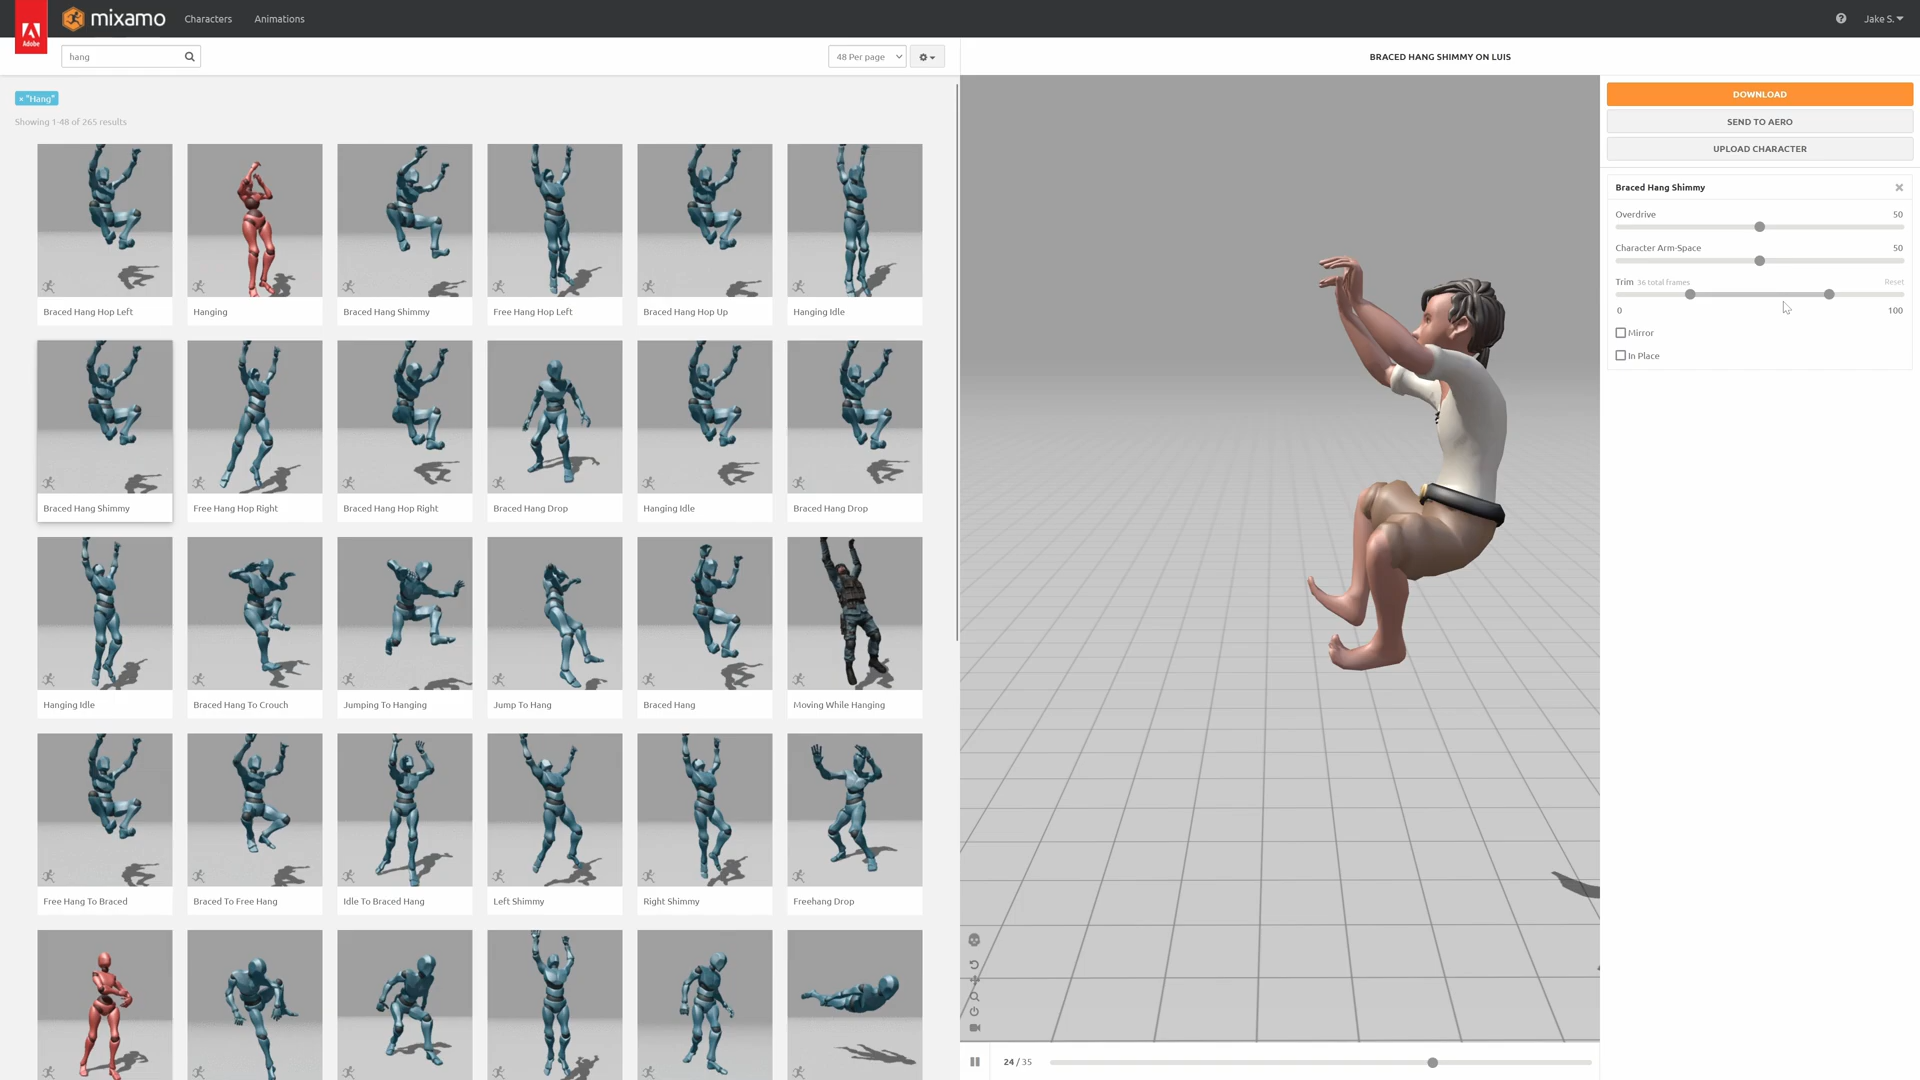 Adobe
mixamo
Characters
Animations
Jake S.
hang
48 Per page
BRACED HANG SHIMMY ON LUIS
× "Hang"
Showing 1-48 of 265 results
Braced Hang Hop Left
Hanging
Braced Hang Shimmy
Free Hang Hop Left
Braced Hang Hop Up
Hanging Idle
Braced Hang Shimmy
Free Hang Hop Right
Braced Hang Hop Right
Braced Hang Drop
Hanging Idle
Braced Hang Drop
Hanging Idle
Braced Hang To Crouch
Jumping To Hanging
Jump To Hang
Braced Hang
Moving While Hanging
Free Hang To Braced
Braced To Free Hang
Idle To Braced Hang
Left Shimmy
Right Shimmy
Freehang Drop
DOWNLOAD
SEND TO AERO
UPLOAD CHARACTER
Braced Hang Shimmy
Overdrive 50
Character Arm-Space 50
Trim 36 total frames Reset
0 100
Mirror
In Place
24 / 35